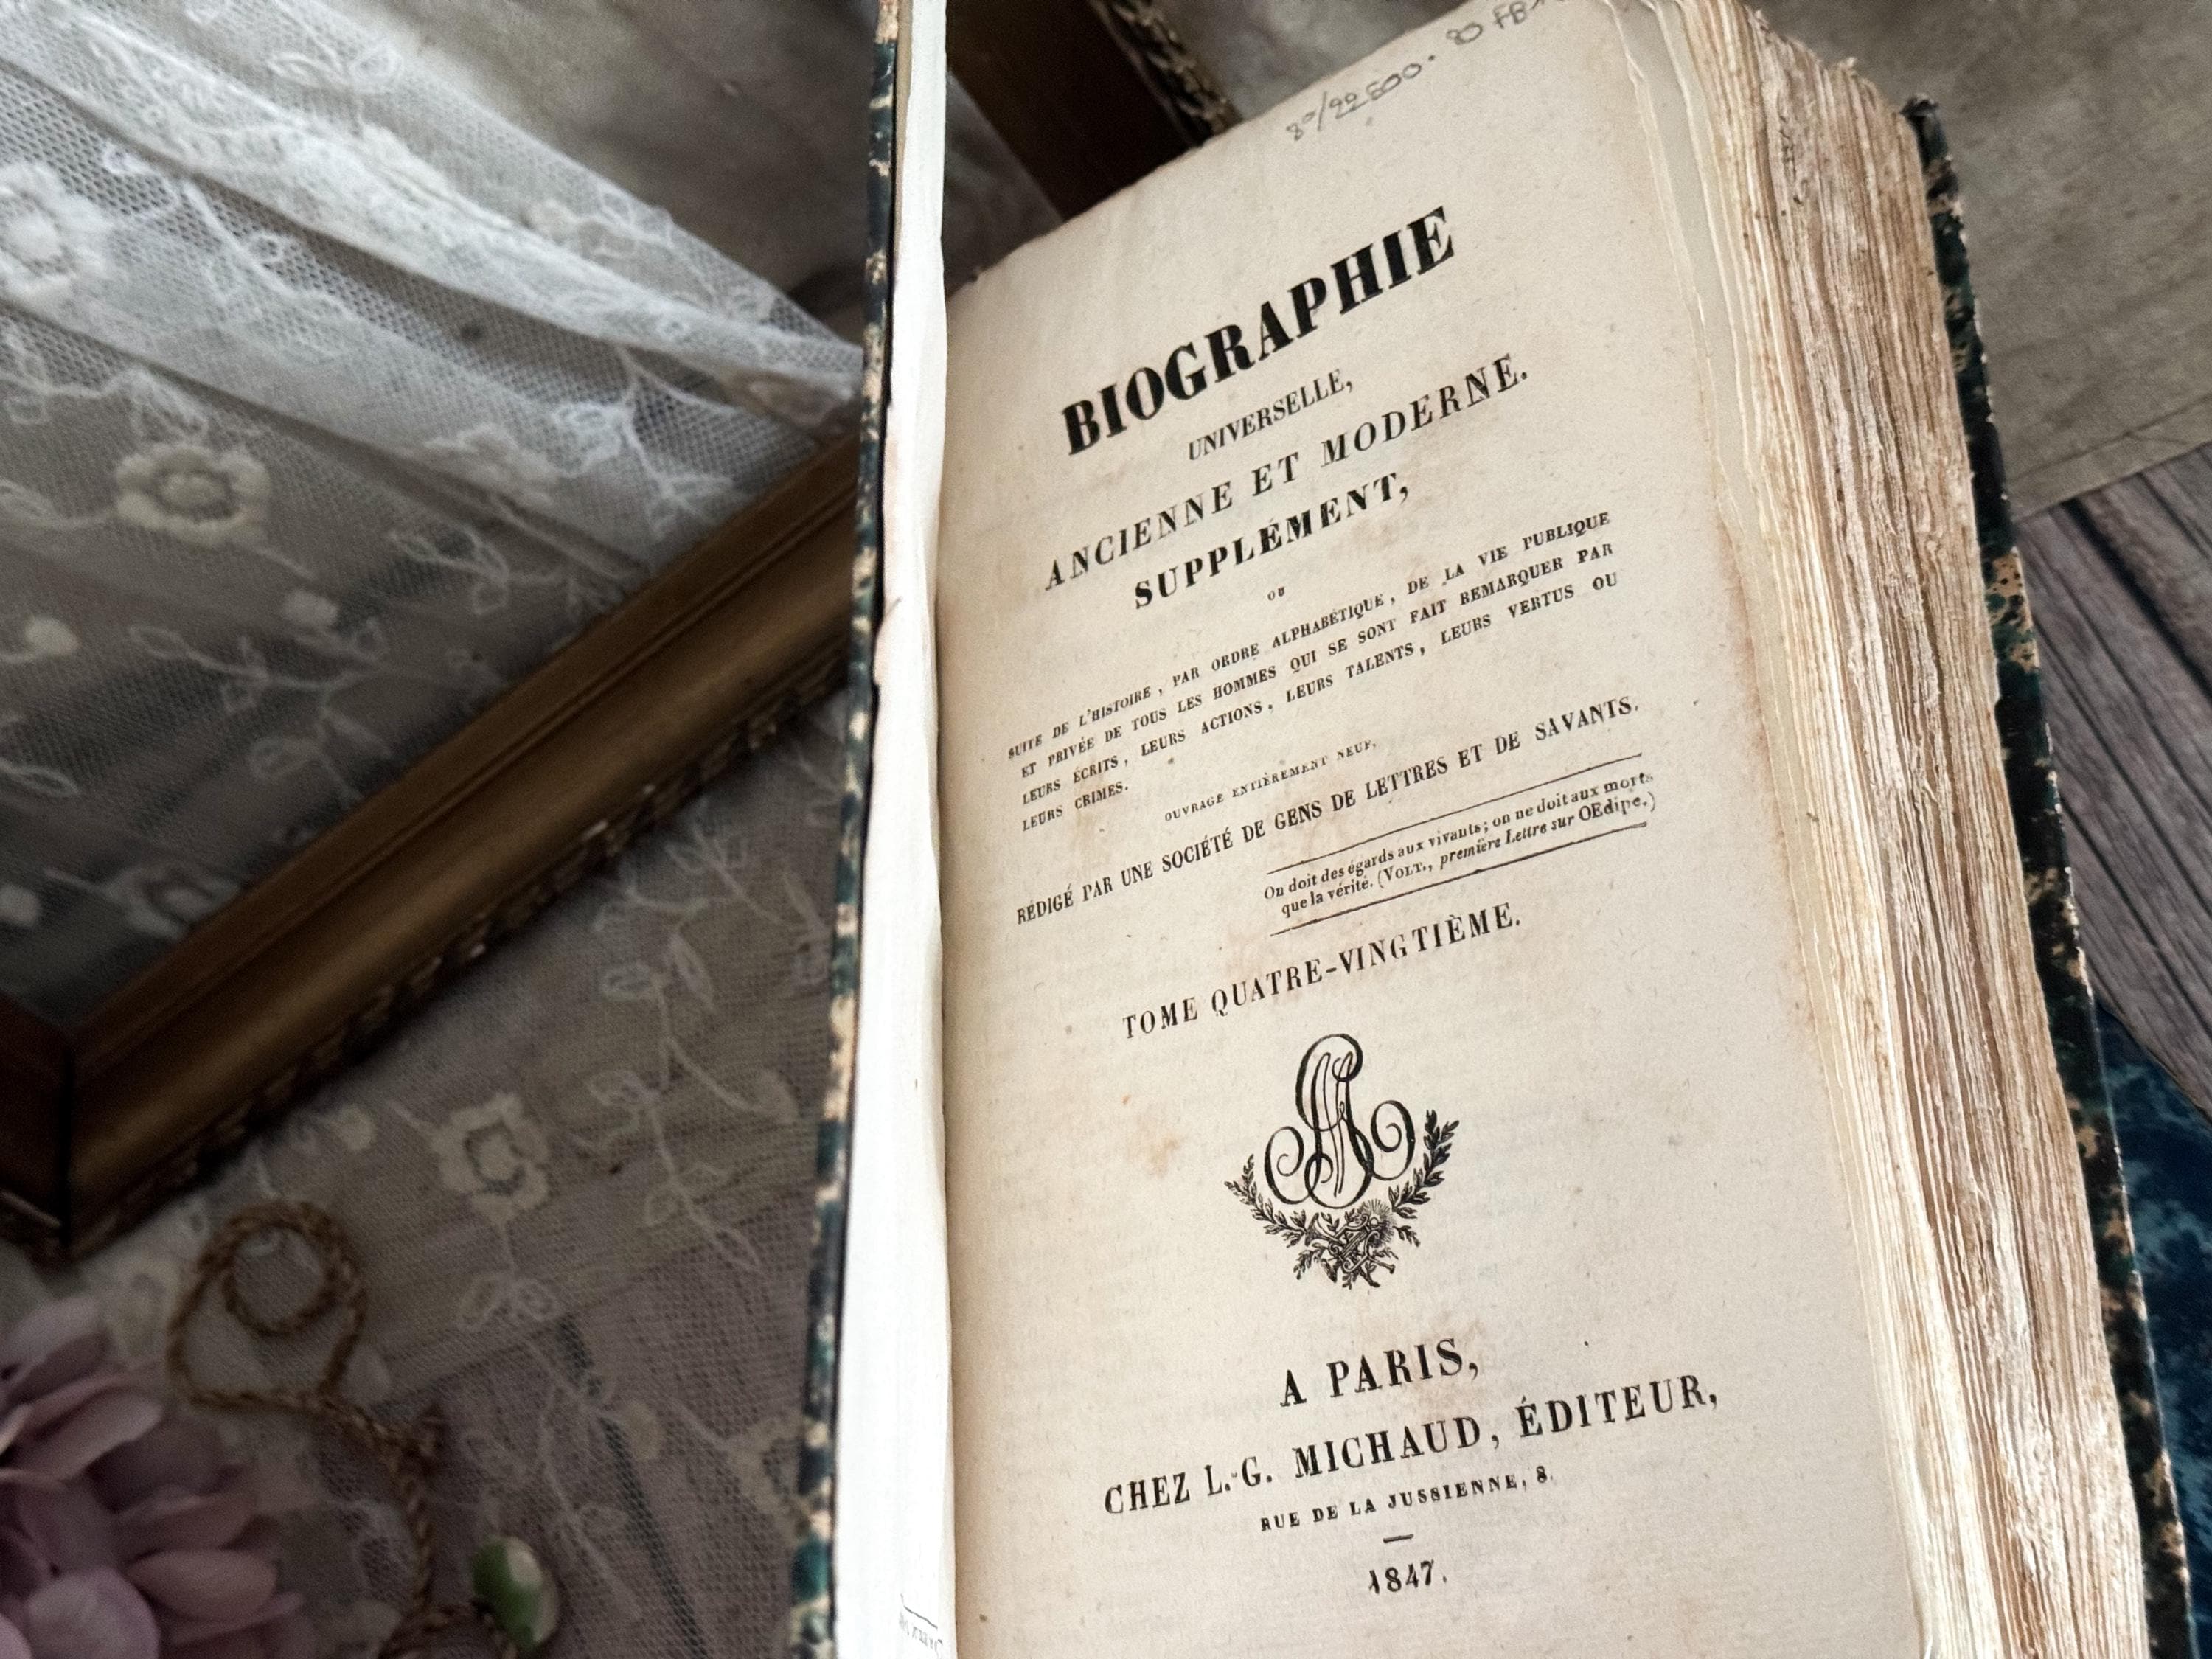 8°/22500. 80 FB
BIOGRAPHIE
UNIVERSELLE,
ANCIENNE ET MODERNE.
SUPPLÉMENT,
OU
SUITE DE L'HISTOIRE, PAR ORDRE ALPHABÉTIQUE, DE LA VIE PUBLIQUE
ET PRIVÉE DE TOUS LES HOMMES QUI SE SONT FAIT REMARQUER PAR
LEURS ÉCRITS, LEURS ACTIONS, LEURS TALENTS, LEURS VERTUS OU
LEURS CRIMES.
OUVRAGE ENTIÈREMENT NEUF,
RÉDIGÉ PAR UNE SOCIÉTÉ DE GENS DE LETTRES ET DE SAVANTS.
On doit des égards aux vivants; on ne doit aux morts
que la vérité. (VOLT., première Lettre sur OEdipe.)
TOME QUATRE-VINGTIÈME.
A PARIS,
CHEZ L.-G. MICHAUD, ÉDITEUR,
RUE DE LA JUSSIENNE, 8.
1847.